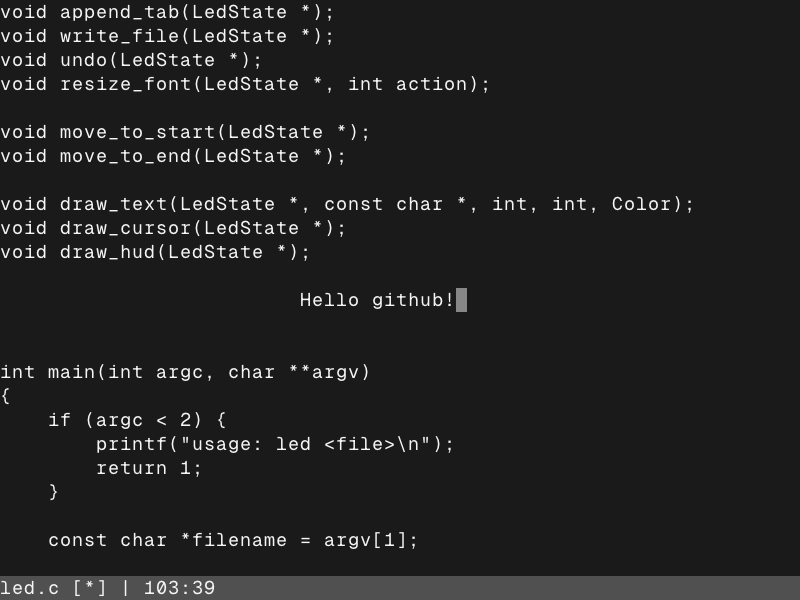 void append_tab(LedState *);
void write_file(LedState *);
void undo(LedState *);
void resize_font(LedState *, int action);

void move_to_start(LedState *);
void move_to_end(LedState *);

void draw_text(LedState *, const char *, int, int, Color);
void draw_cursor(LedState *);
void draw_hud(LedState *);

                         Hello github!

int main(int argc, char **argv)
{
    if (argc < 2) {
        printf("usage: led <file>\n");
        return 1;
    }

    const char *filename = argv[1];

led.c [*] | 103:39